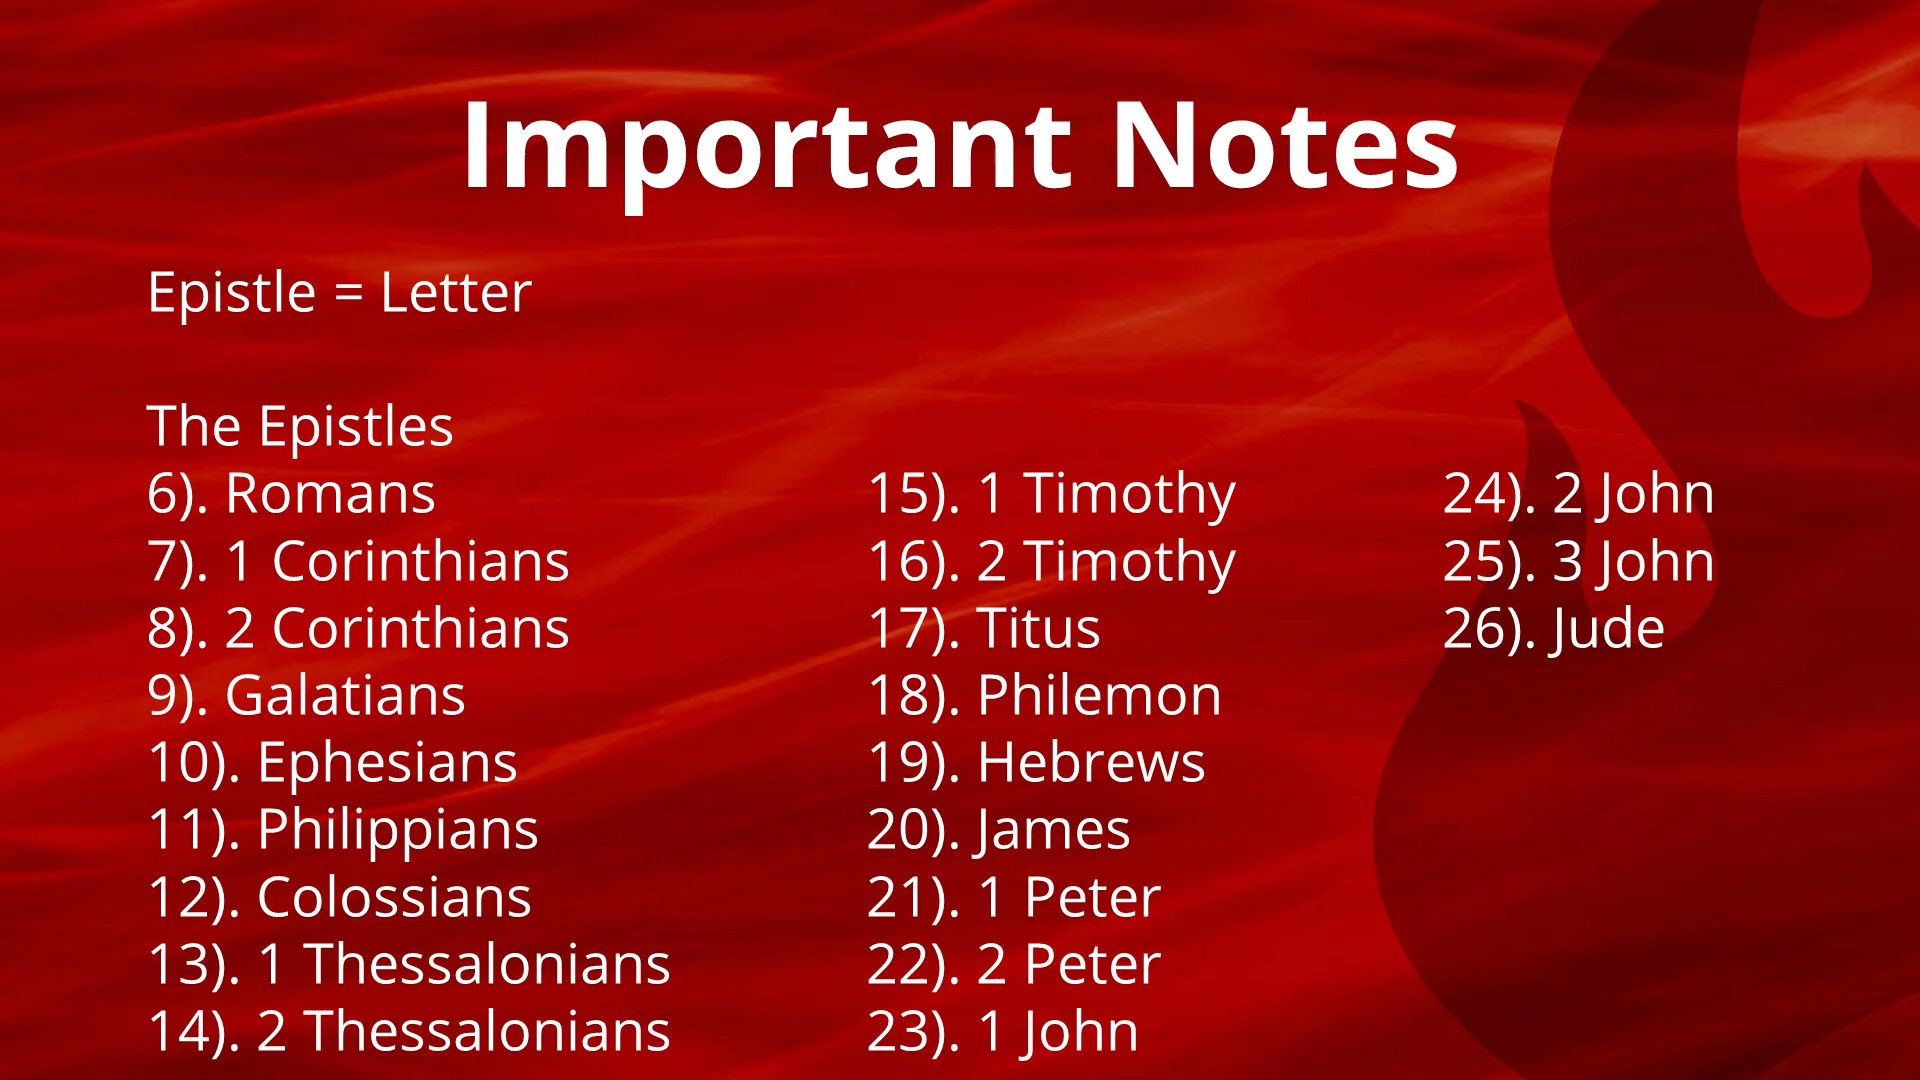 Important Notes
Epistle = Letter
The Epistles
6). Romans
7). 1 Corinthians
8). 2 Corinthians
9). Galatians
10). Ephesians
11). Philippians
12). Colossians
13). 1 Thessalonians
14). 2 Thessalonians
15). 1 Timothy
16). 2 Timothy
17). Titus
18). Philemon
19). Hebrews
20). James
21). 1 Peter
22). 2 Peter
23). 1 John
24). 2 John
25). 3 John
26). Jude